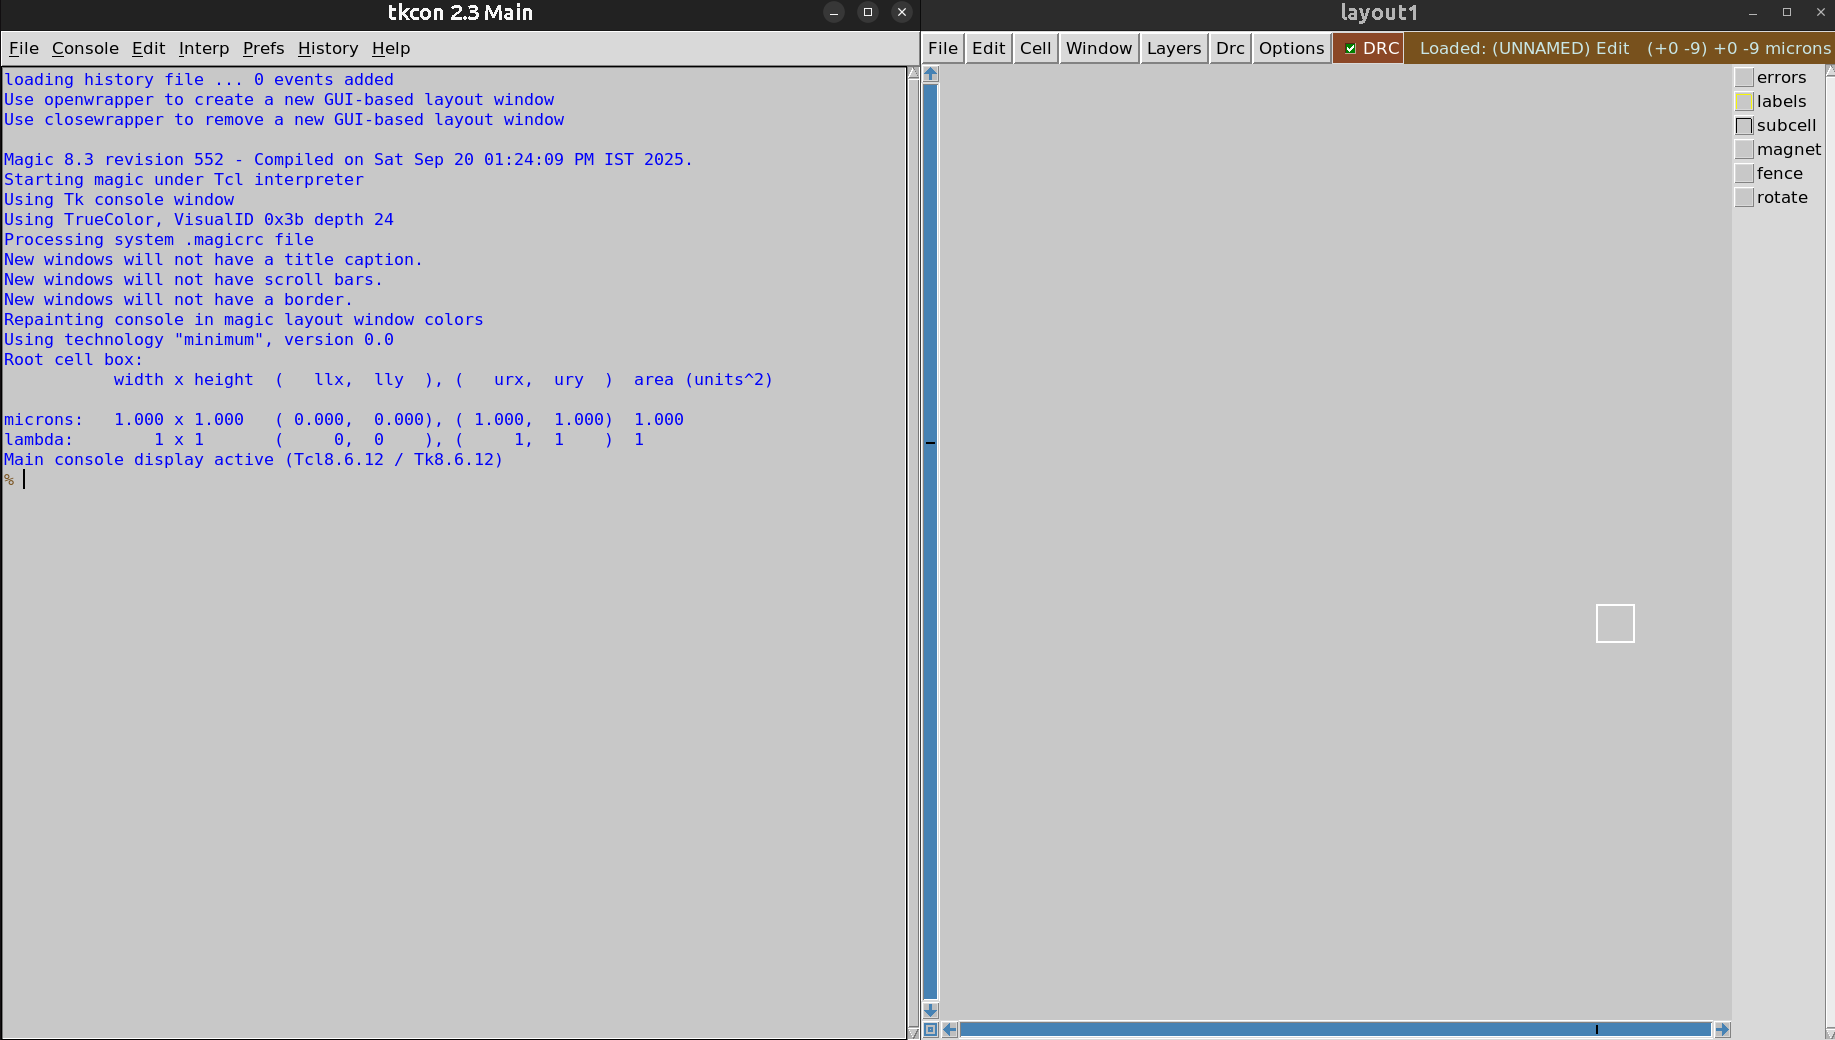 tkcon 2.3 Main
File Console Edit Interp Prefs History Help
loading history file ... 0 events added
Use openwrapper to create a new GUI-based layout window
Use closewrapper to remove a new GUI-based layout window
Magic 8.3 revision 552 - Compiled on Sat Sep 20 01:24:09 PM IST 2025.
Starting magic under Tcl interpreter
Using Tk console window
Using TrueColor, VisualID 0x3b depth 24
Processing system .magicrc file
New windows will not have a title caption.
New windows will not have scroll bars.
New windows will not have a border.
Repainting console in magic layout window colors
Using technology "minimum", version 0.0
Root cell box:
           width x height  (   llx,  lly  ), (   urx,  ury  )  area (units^2)
microns:   1.000 x 1.000   ( 0.000,  0.000), ( 1.000,  1.000)  1.000
lambda:        1 x 1       (     0,  0    ), (     1,  1    )  1
Main console display active (Tcl8.6.12 / Tk8.6.12)
%
layout1
File Edit Cell Window Layers Drc Options DRC Loaded: (UNNAMED) Edit (+0 -9) +0 -9 microns
errors
labels
subcell
magnet
fence
rotate